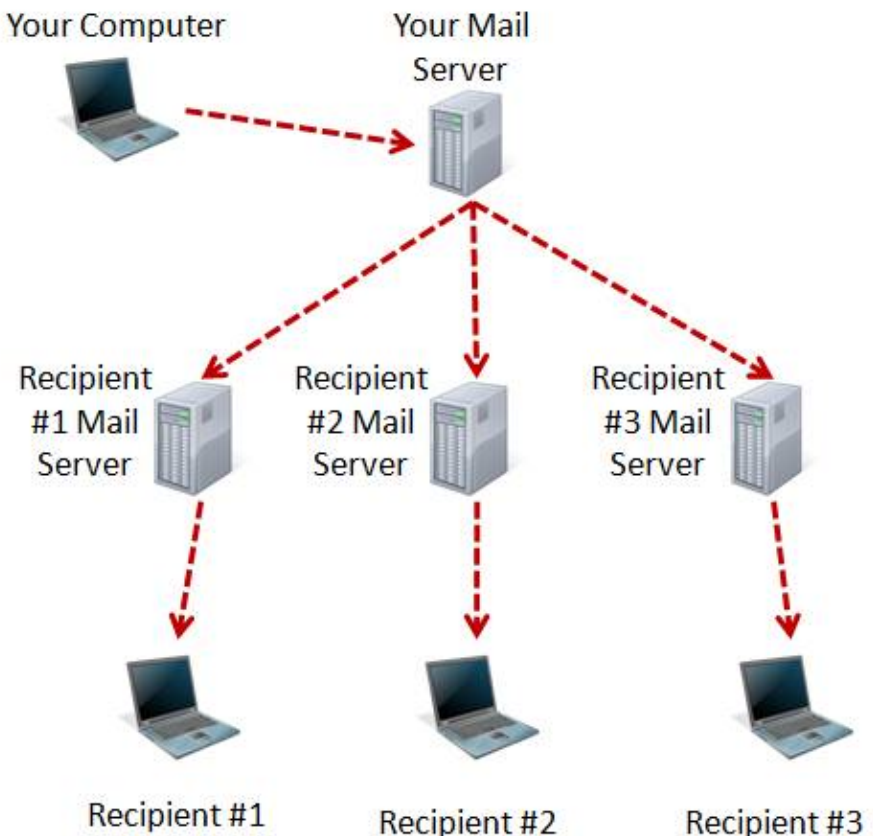 Your Computer
Your Mail
Server
Recipient
#1 Mail
Server
Recipient
#2 Mail
Server
Recipient
#3 Mail
Server
Recipient #1
Recipient #2
Recipient #3